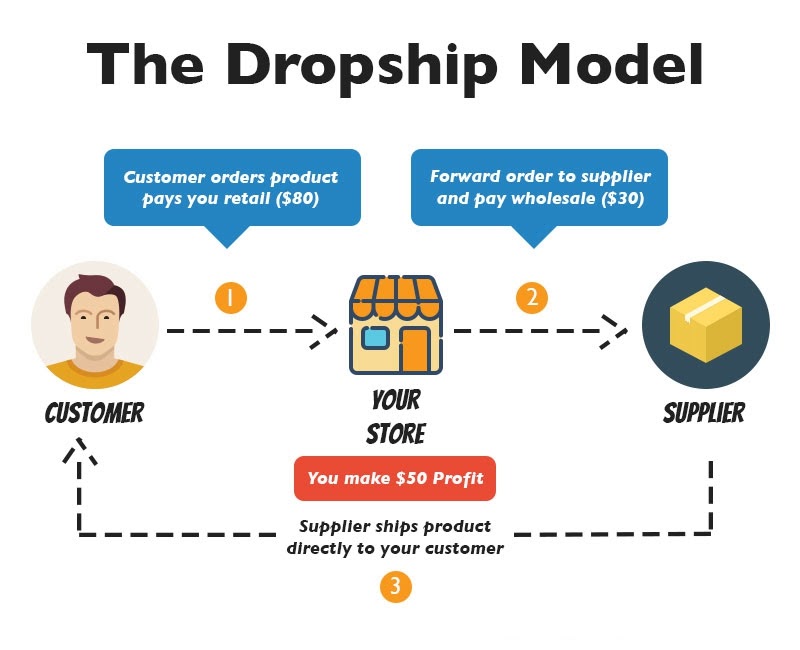 The Dropship Model
Customer orders product
pays you retail ($80)
Forward order to supplier
and pay wholesale ($30)
1
2
CUSTOMER
YOUR
STORE
SUPPLIER
You make $50 Profit
Supplier ships product
directly to your customer
3